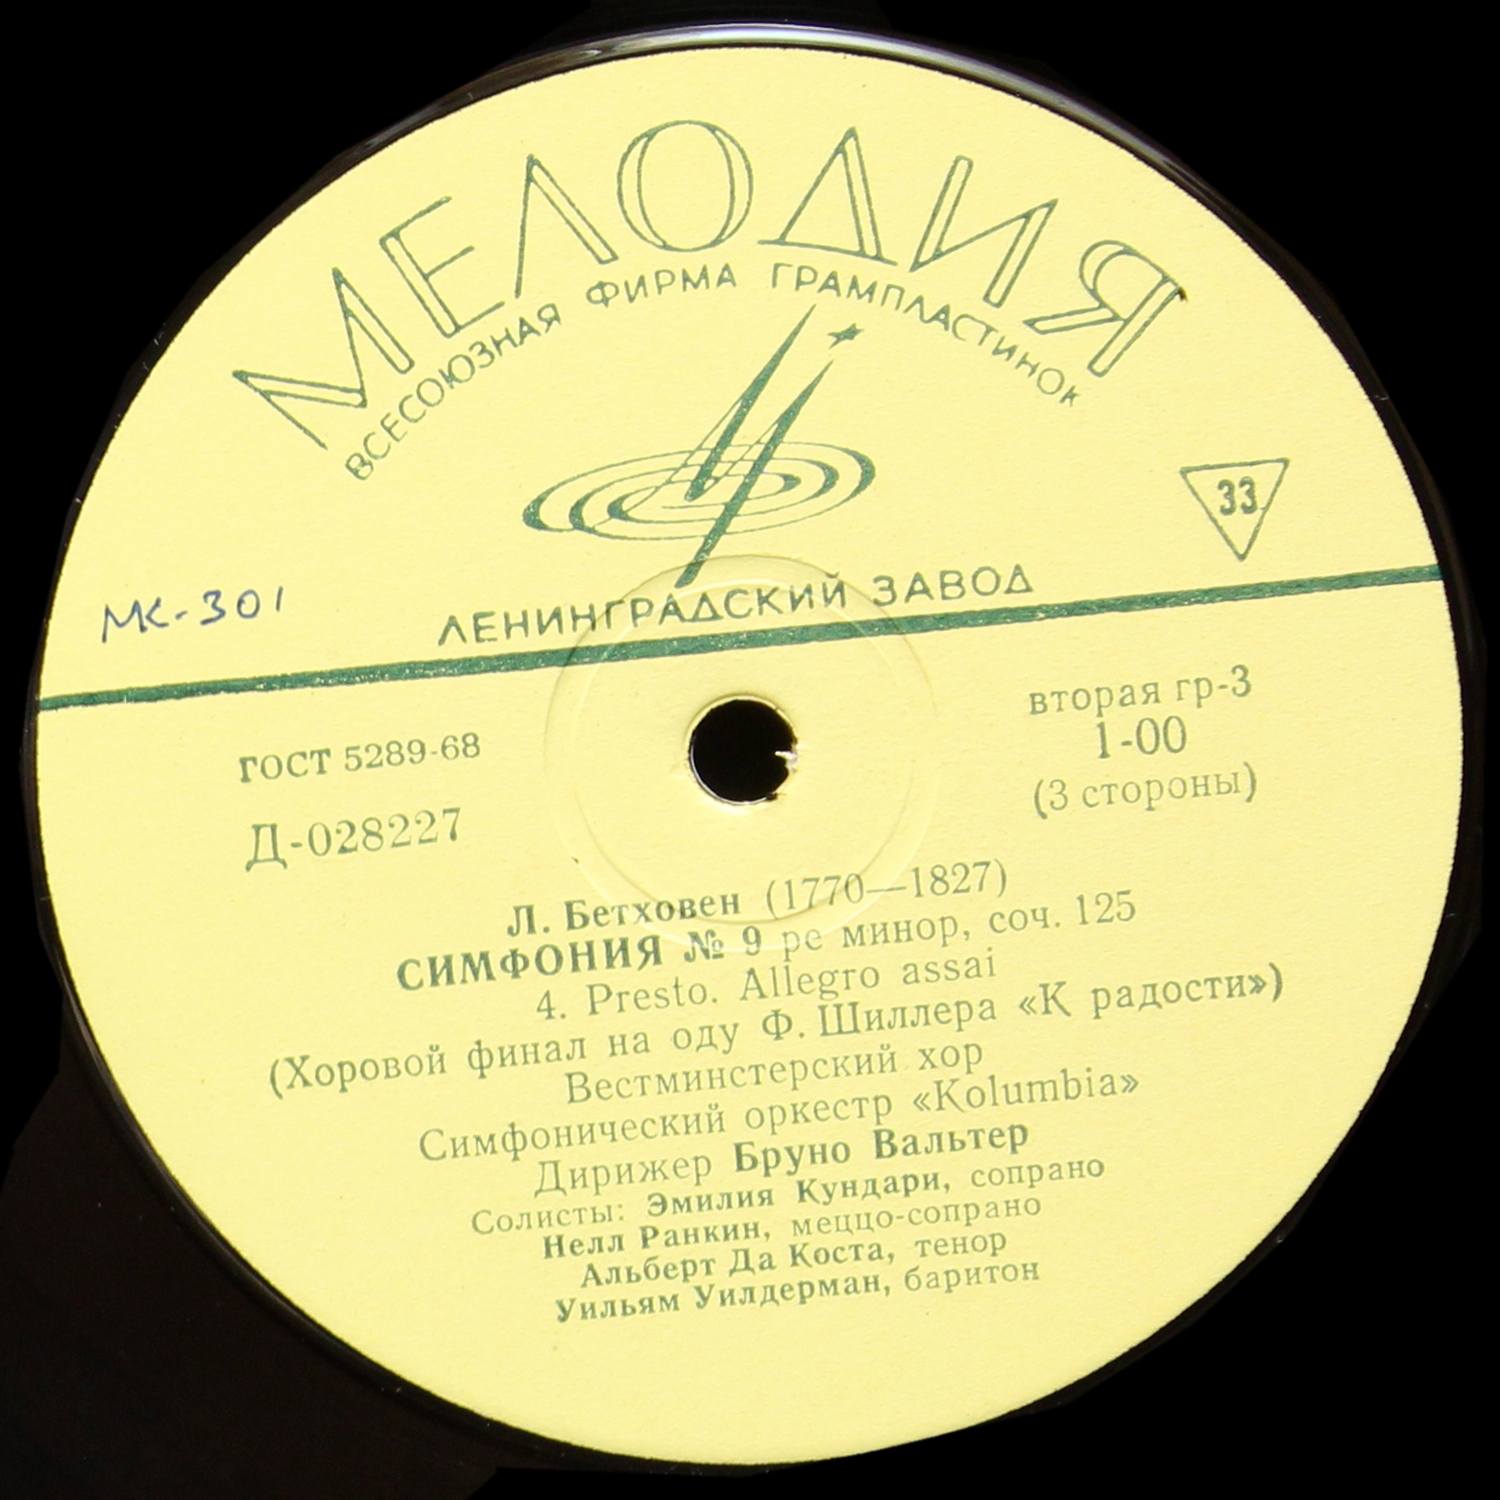 МЕЛОДИЯ
ВСЕСОЮЗНАЯ ФИРМА ГРАМПЛАСТИНОК
33
МК-301
ЛЕНИНГРАДСКИЙ ЗАВОД
ГОСТ 5289-68
вторая гр-3
1-00
Д-028227
(3 стороны)
Л. Бетховен (1770—1827)
СИМФОНИЯ № 9 ре минор, соч. 125
4. Presto. Allegro assai
(Хоровой финал на оду Ф. Шиллера «К радости»)
Вестминстерский хор
Симфонический оркестр «Kolumbia»
Дирижер Бруно Вальтер
Солисты: Эмилия Кундари, сопрано
Нелл Ранкин, меццо-сопрано
Альберт Да Коста, тенор
Уильям Уилдерман, баритон